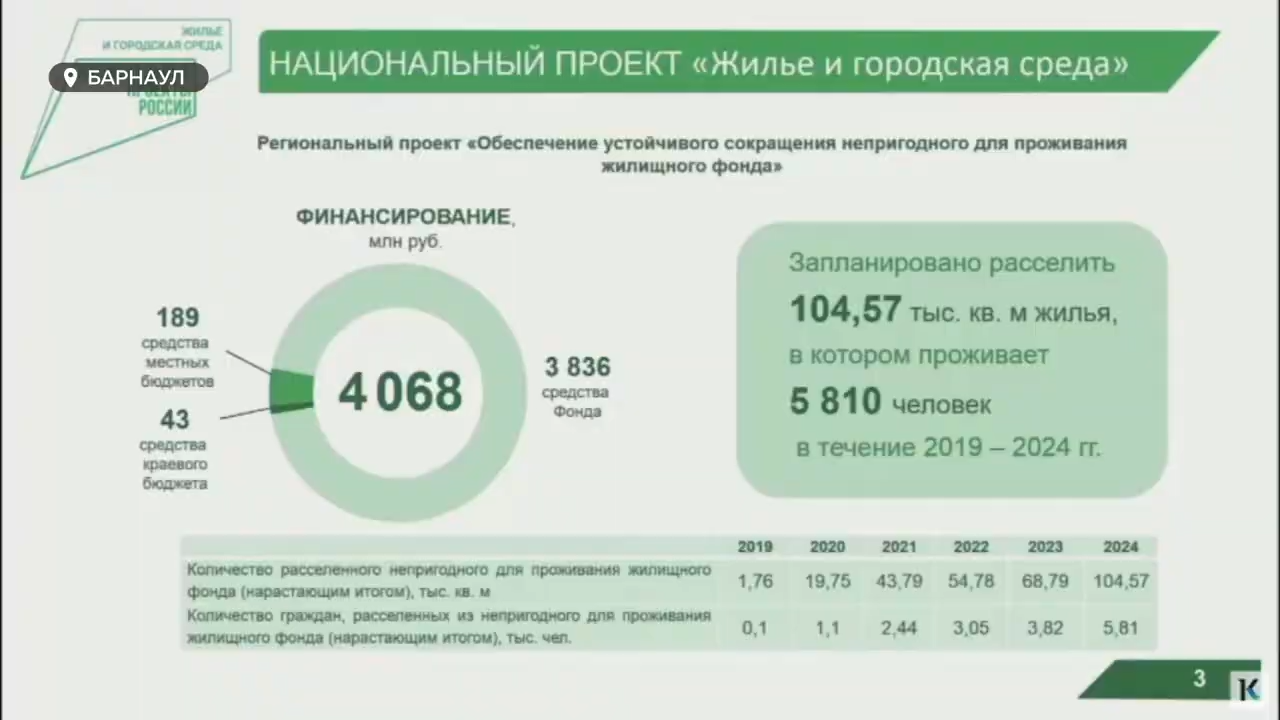 ЖИЛЬЕ
И ГОРОДСКАЯ СРЕДА
БАРНАУЛ
РОССИИ
НАЦИОНАЛЬНЫЙ ПРОЕКТ «Жилье и городская среда»
Региональный проект «Обеспечение устойчивого сокращения непригодного для проживания
жилищного фонда»
ФИНАНСИРОВАНИЕ,
млн руб.
189
средства
местных
бюджетов
43
средства
краевого
бюджета
4 068
3 836
средства
Фонда
Запланировано расселить
104,57 тыс. кв. м жилья,
в котором проживает
5 810 человек
в течение 2019 – 2024 гг.
2019 2020 2021 2022 2023 2024
Количество расселенного непригодного для проживания жилищного
фонда (нарастающим итогом), тыс. кв. м
1,76 19,75 43,79 54,78 68,79 104,57
Количество граждан, расселенных из непригодного для проживания
жилищного фонда (нарастающим итогом), тыс. чел.
0,1 1,1 2,44 3,05 3,82 5,81
3
К